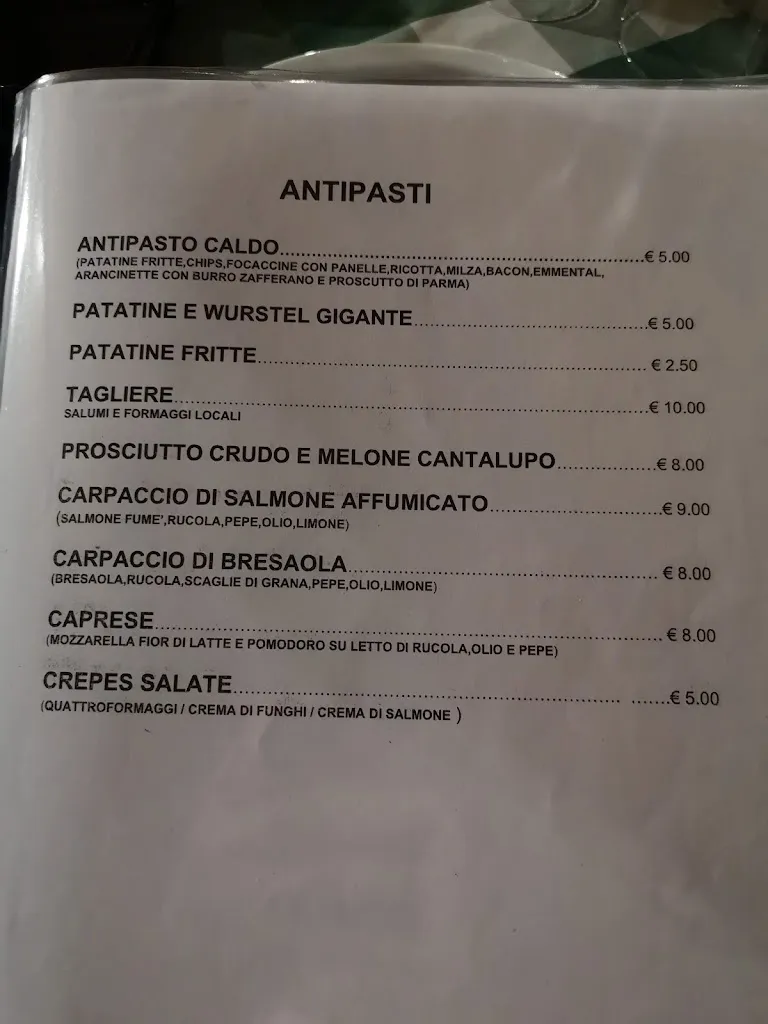 ANTIPASTI
ANTIPASTO CALDO........................................................................€ 5.00
(PATATINE FRITTE,CHIPS,FOCACCINE CON PANELLE,RICOTTA,MILZA,BACON,EMMENTAL,
ARANCINETTE CON BURRO ZAFFERANO E PROSCUTTO DI PARMA)
PATATINE E WURSTEL GIGANTE..............................................€ 5.00
PATATINE FRITTE............................................................................ € 2.50
TAGLIERE............................................................................................€ 10.00
SALUMI E FORMAGGI LOCALI
PROSCIUTTO CRUDO E MELONE CANTALUPO...................€ 8.00
CARPACCIO DI SALMONE AFFUMICATO.................................€ 9.00
(SALMONE FUME',RUCOLA,PEPE,OLIO,LIMONE)
CARPACCIO DI BRESAOLA............................................................ € 8.00
(BRESAOLA,RUCOLA,SCAGLIE DI GRANA,PEPE,OLIO,LIMONE)
CAPRESE.................................................................................................. € 8.00
(MOZZARELLA FIOR DI LATTE E POMODORO SU LETTO DI RUCOLA,OLIO E PEPE)
CREPES SALATE........................................................................... .......€ 5.00
(QUATTROFORMAGGI / CREMA DI FUNGHI / CREMA DI SALMONE )